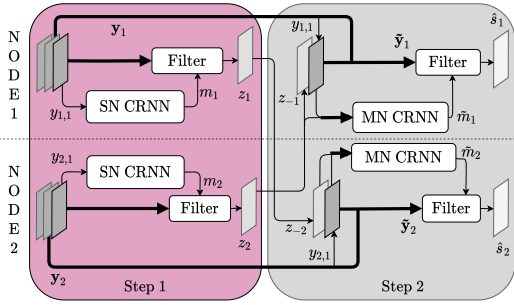 NODE 1
y₁
y₁,₁
Filter
SN CRNN
m₁
z₁
y₁,₁
z₋₁
ỹ₁
Filter
MN CRNN
m̃₁
ŝ₁
NODE 2
y₂,₁
SN CRNN
m₂
Filter
z₂
y₂
Step 1
MN CRNN
m̃₂
z₋₂
y₂,₁
ỹ₂
Filter
ŝ₂
Step 2